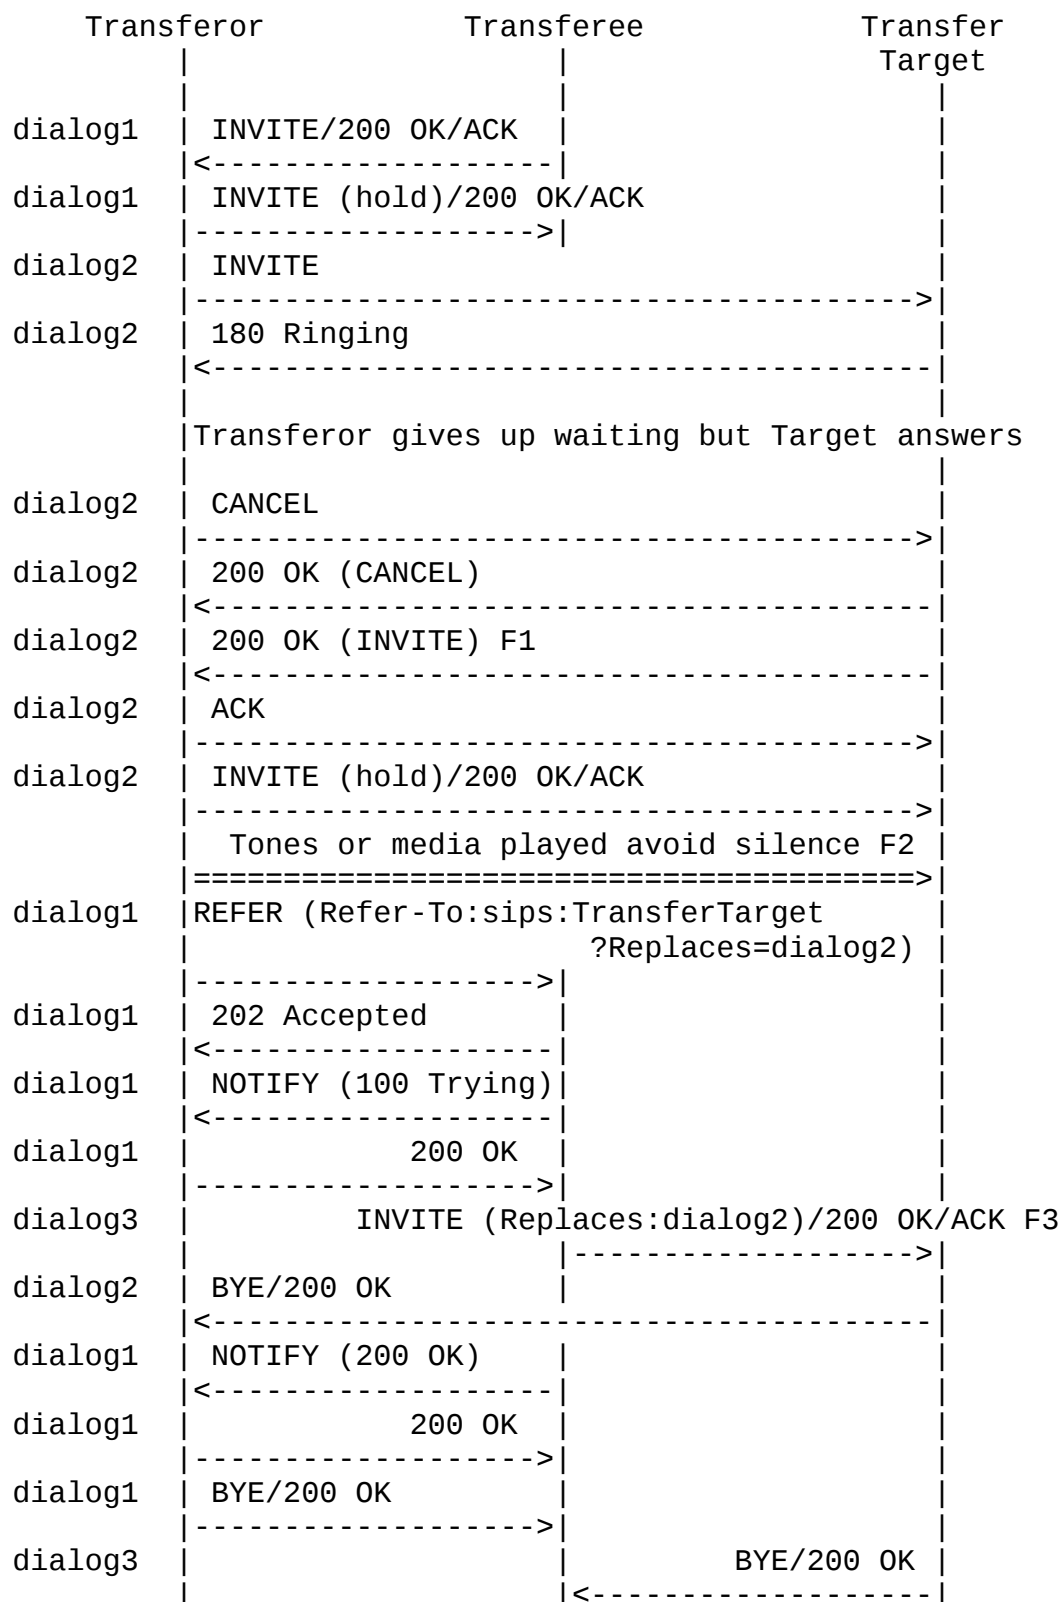 Transferor Transferee Transfer
Target
dialog1 INVITE/200 OK/ACK
dialog1 INVITE (hold)/200 OK/ACK
dialog2 INVITE
dialog2 180 Ringing
Transferor gives up waiting but Target answers
dialog2 CANCEL
dialog2 200 OK (CANCEL)
dialog2 200 OK (INVITE) F1
dialog2 ACK
dialog2 INVITE (hold)/200 OK/ACK
Tones or media played avoid silence F2
dialog1 REFER (Refer-To:sips:TransferTarget
?Replaces=dialog2)
dialog1 202 Accepted
dialog1 NOTIFY (100 Trying)
dialog1 200 OK
dialog3 INVITE (Replaces:dialog2)/200 OK/ACK F3
dialog2 BYE/200 OK
dialog1 NOTIFY (200 OK)
dialog1 200 OK
dialog1 BYE/200 OK
dialog3 BYE/200 OK